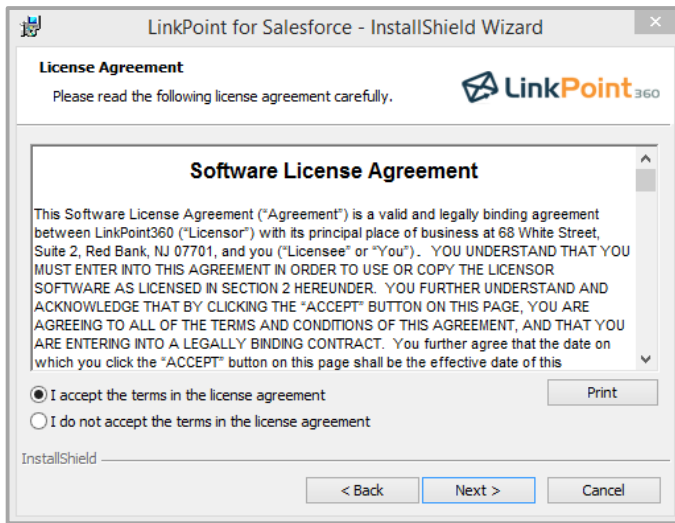 LinkPoint for Salesforce - InstallShield Wizard
License Agreement
Please read the following license agreement carefully.
LinkPoint360
Software License Agreement
This Software License Agreement (“Agreement”) is a valid and legally binding agreement
between LinkPoint360 (“Licensor”) with its principal place of business at 68 White Street,
Suite 2, Red Bank, NJ 07701, and you (“Licensee” or “You”). YOU UNDERSTAND THAT YOU
MUST ENTER INTO THIS AGREEMENT IN ORDER TO USE OR COPY THE LICENSOR
SOFTWARE AS LICENSED IN SECTION 2 HEREUNDER. YOU FURTHER UNDERSTAND AND
ACKNOWLEDGE THAT BY CLICKING THE “ACCEPT” BUTTON ON THIS PAGE, YOU ARE
AGREEING TO ALL OF THE TERMS AND CONDITIONS OF THIS AGREEMENT, AND THAT YOU
ARE ENTERING INTO A LEGALLY BINDING CONTRACT. You further agree that the date on
which you click the “ACCEPT” button on this page shall be the effective date of this
I accept the terms in the license agreement
Print
I do not accept the terms in the license agreement
InstallShield
< Back
Next >
Cancel